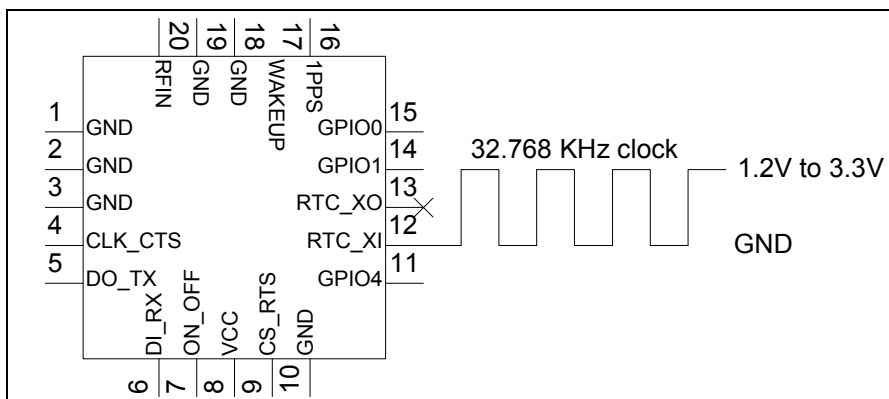 20 19 18 17 16
RFIN GND GND WAKEUP 1PPS
1 GND
2 GND
3 GND
4 CLK_CTS
5 DO_TX
GPIO0 15
GPIO1 14
RTC_XO 13
RTC_XI 12
GPIO4 11
32.768 KHz clock
1.2V to 3.3V
GND
DI_RX ON_OFF VCC CS_RTS GND
6 7 8 9 10